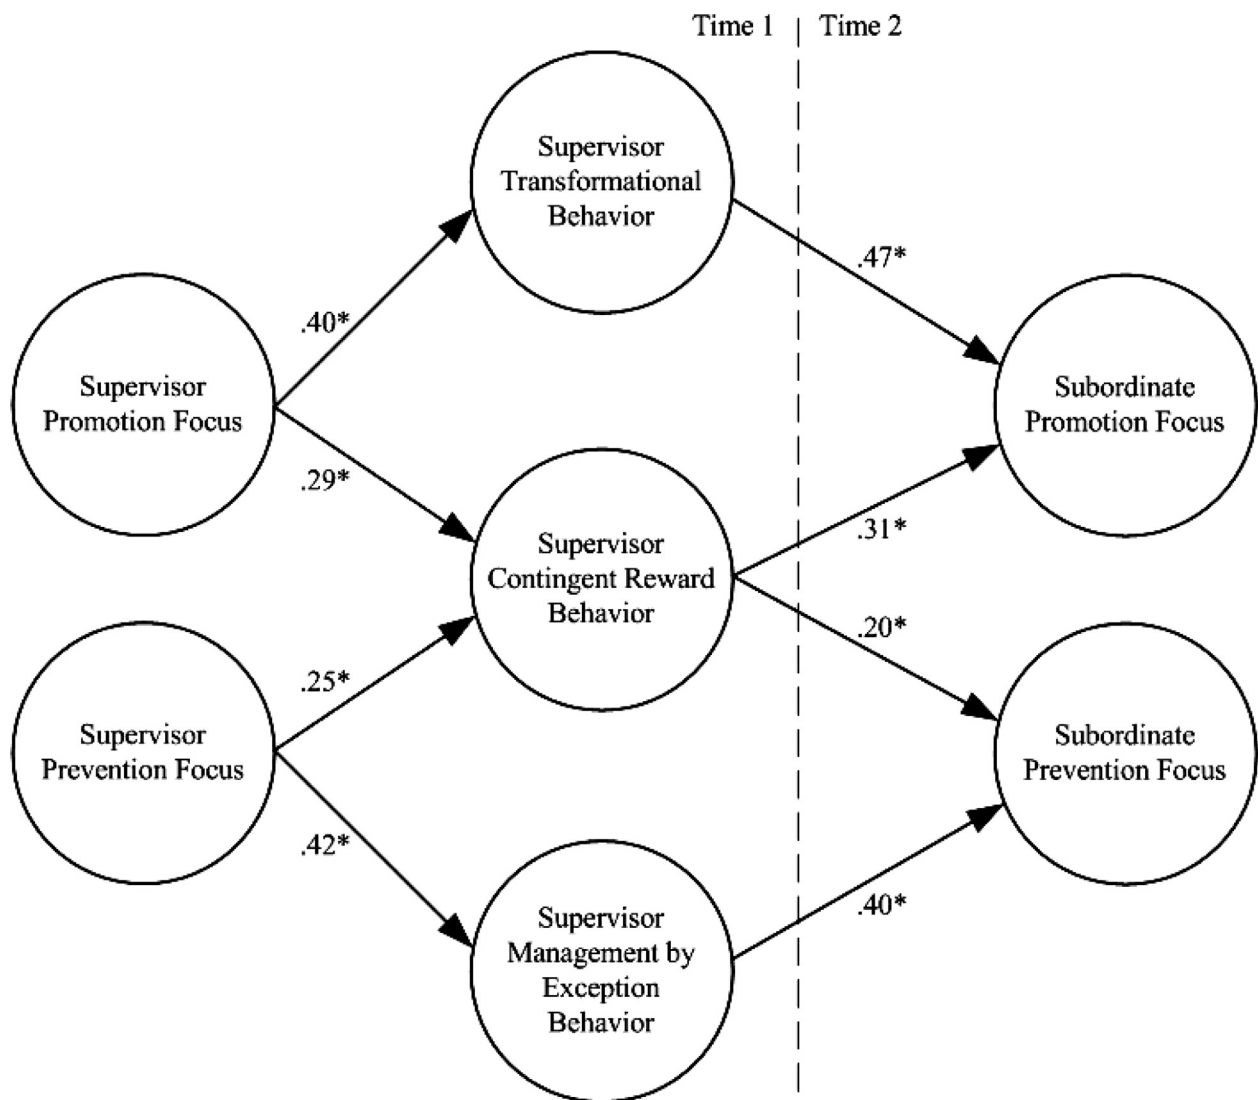 Time 1
Time 2
Supervisor
Transformational
Behavior
.47*
.40*
Supervisor
Promotion Focus
Subordinate
Promotion Focus
.29*
.31*
Supervisor
Contingent Reward
Behavior
.20*
.25*
Supervisor
Prevention Focus
Subordinate
Prevention Focus
.42*
.40*
Supervisor
Management by
Exception
Behavior